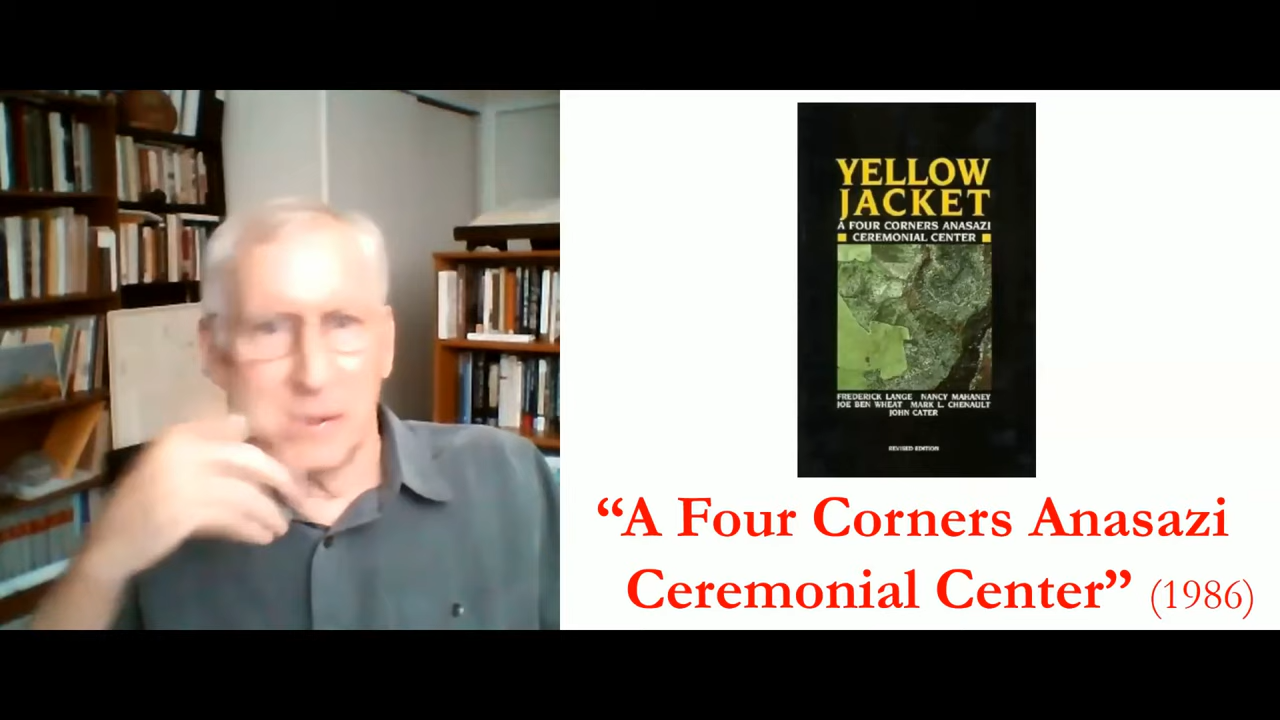 YELLOW
JACKET
A FOUR CORNERS ANASAZI
CEREMONIAL CENTER
FREDERICK LANGE NANCY MAHANEY
JOE BEN WHEAT MARK L. CHENAULT
JOHN CATER
REVISED EDITION
“A Four Corners Anasazi
Ceremonial Center” (1986)